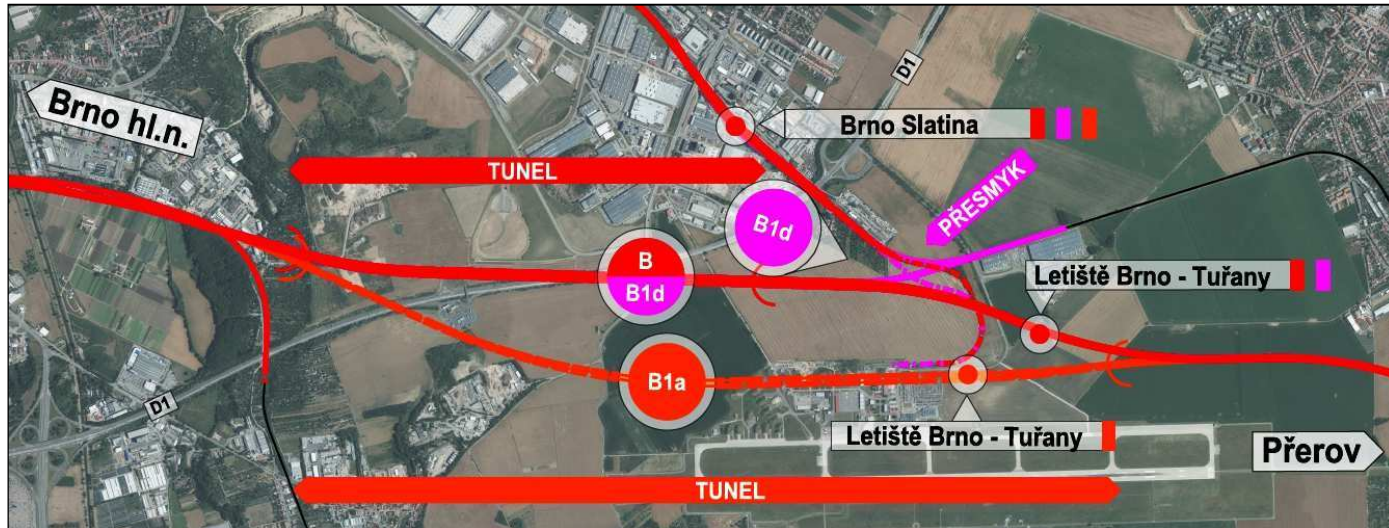 Brno hl.n.
D1
Brno Slatina
TUNEL
PŘESMYK
B1d
B
B1d
Letiště Brno - Tuřany
B1a
D1
Letiště Brno - Tuřany
Přerov
TUNEL